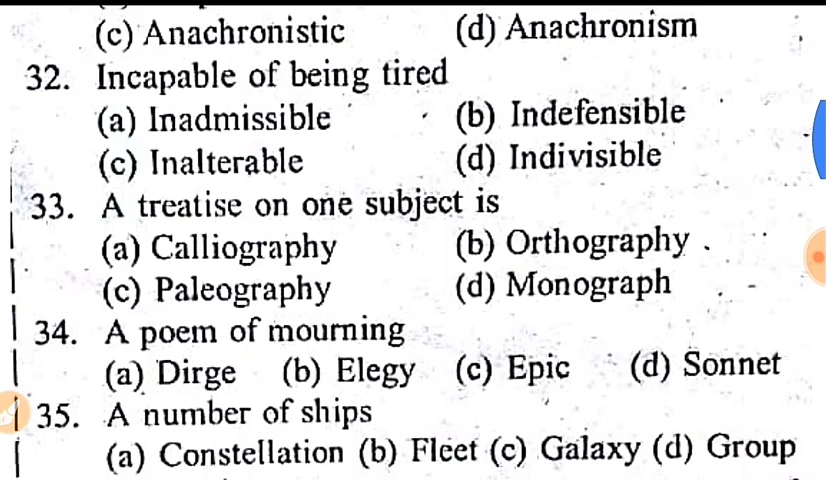 (c) Anachronistic (d) Anachronism
32. Incapable of being tired
(a) Inadmissible (b) Indefensible
(c) Inalterable (d) Indivisible
33. A treatise on one subject is
(a) Calliography (b) Orthography
(c) Paleography (d) Monograph
34. A poem of mourning
(a) Dirge (b) Elegy (c) Epic (d) Sonnet
35. A number of ships
(a) Constellation (b) Fleet (c) Galaxy (d) Group